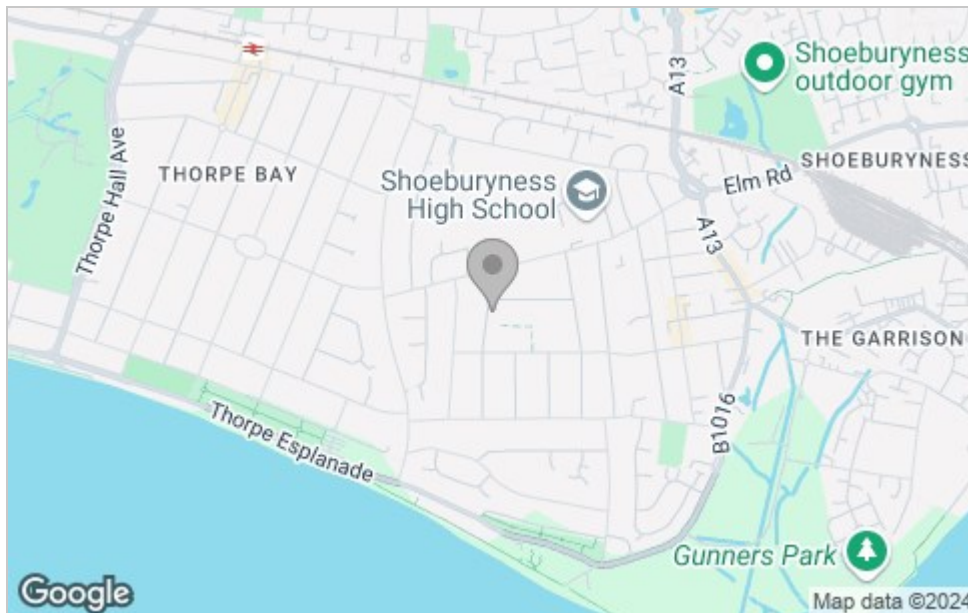 Shoeburyness
outdoor gym
A13
THORPE BAY
Shoeburyness
High School
SHOEBURYNESS
Elm Rd
Thorpe Hall Ave
A13
THE GARRISON
Thorpe Esplanade
B1016
Gunners Park
Google
Map data ©2024